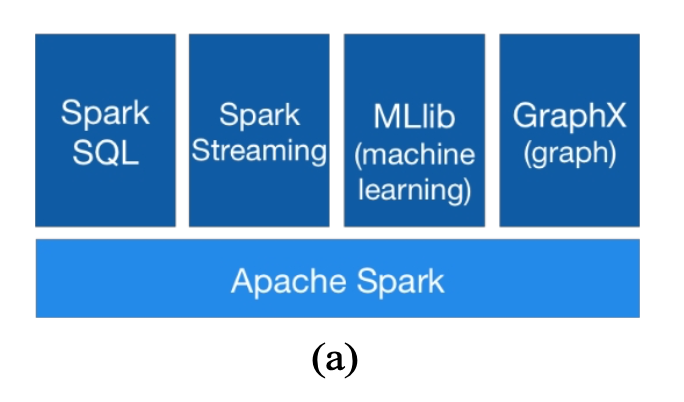 Spark
SQL
Spark
Streaming
MLlib
(machine
learning)
GraphX
(graph)
Apache Spark
(a)